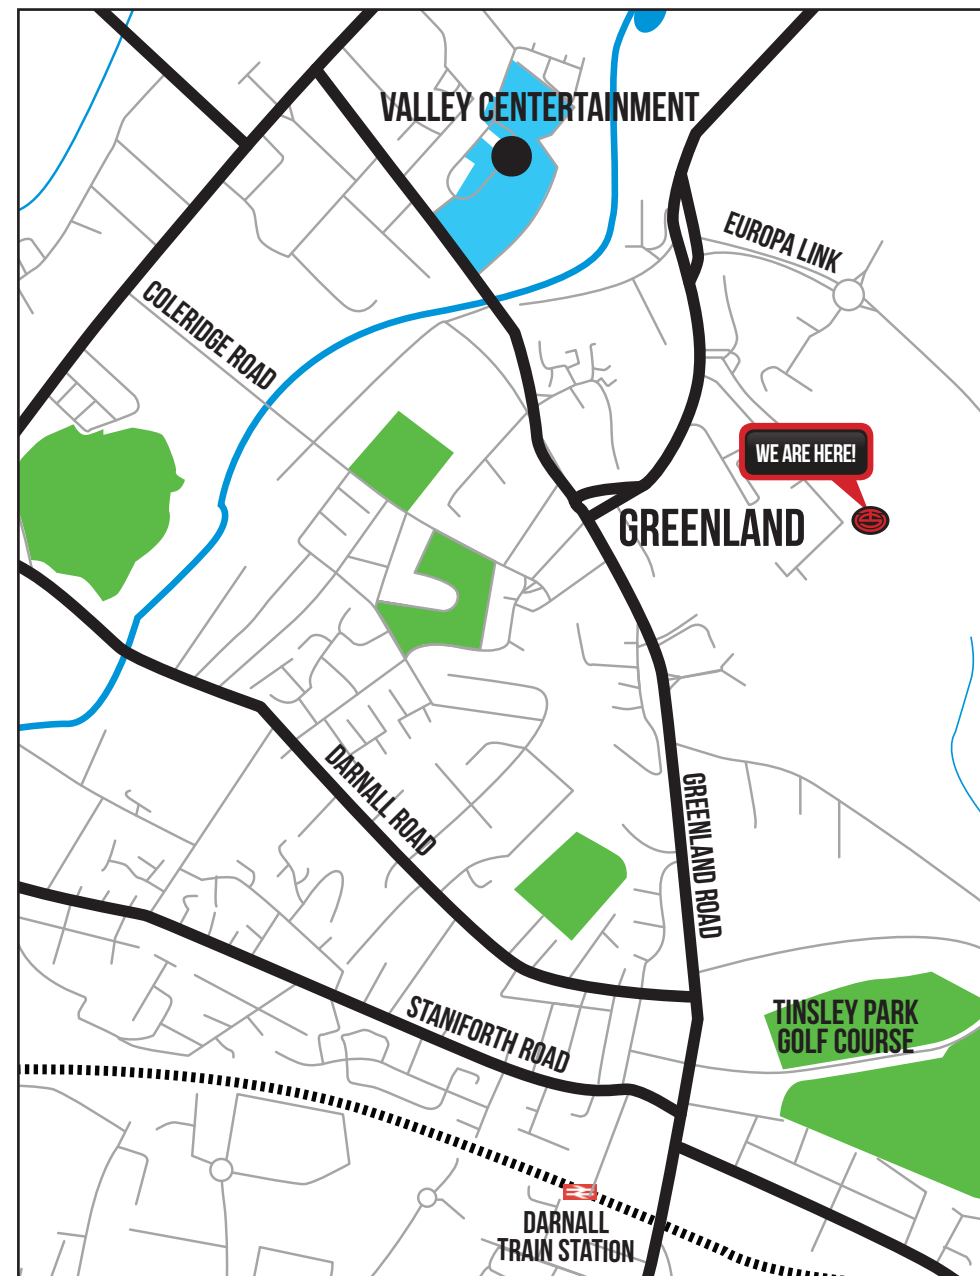 VALLEY CENTERTAINMENT
EUROPA LINK
COLERIDGE ROAD
WE ARE HERE!
GREENLAND
DARNALL ROAD
GREENLAND ROAD
STANIFORTH ROAD
TINSLEY PARK
GOLF COURSE
DARNALL
TRAIN STATION